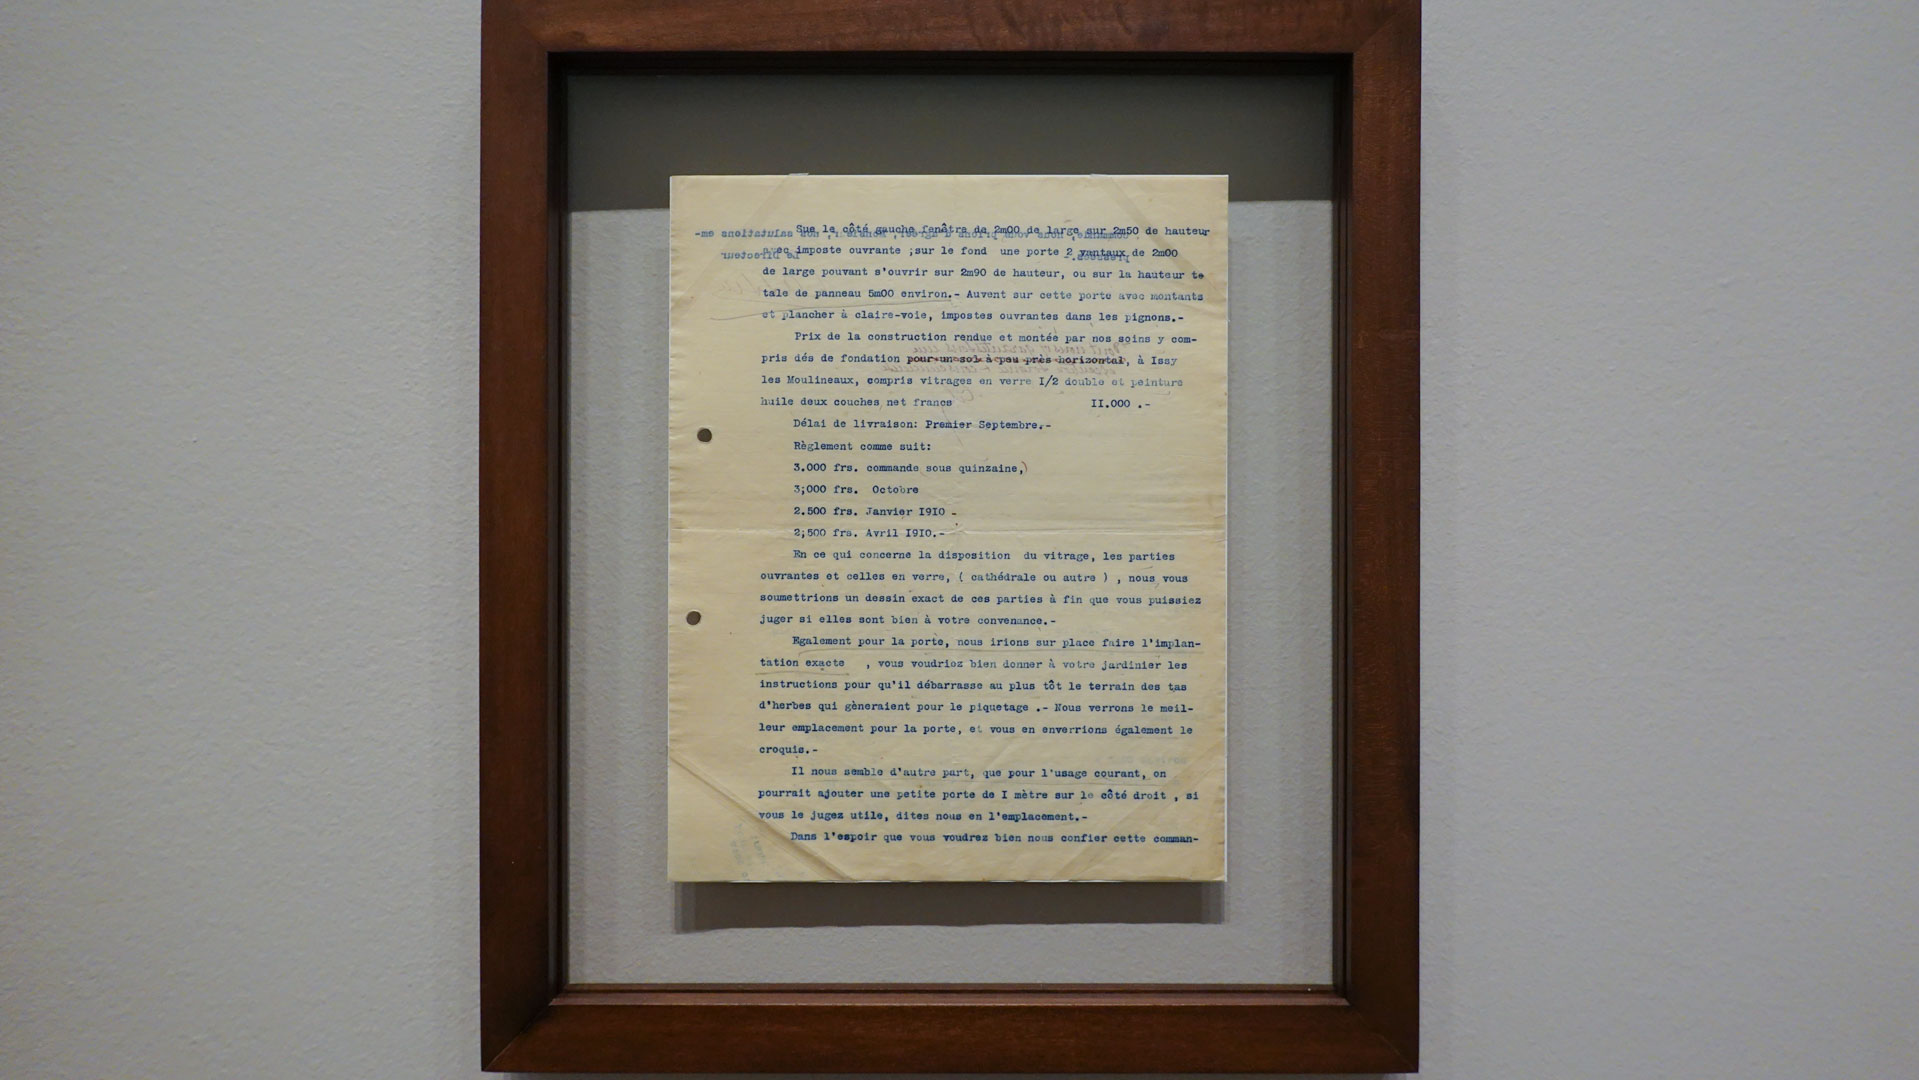 Sue le côté gauche fenêtre de 2m00 de large sur 2m50 de hauteur
avec imposte ouvrante ;sur le fond une porte 2 vantaux de 2m00
de large pouvant s'ouvrir sur 2m90 de hauteur, ou sur la hauteur te
tale de panneau 5m00 environ.- Auvent sur cette porte avec montants
et plancher à claire-voie, impostes ouvrantes dans les pignons.-
Prix de la construction rendue et montée par nos soins y com-
pris dés de fondation pour un sol à peu près horizontal, à Issy
les Moulineaux, compris vitrages en verre I/2 double et peinture
huile deux couches net francs II.000 .-
Délai de livraison: Premier Septembre.-
Règlement comme suit:
3.000 frs. commande sous quinzaine,)
3;000 frs. Octobre
2.500 frs. Janvier I9I0 -
2;500 frs. Avril I9I0.-
En ce qui concerne la disposition du vitrage, les parties
ouvrantes et celles en verre, ( cathédrale ou autre ) , nous vous
soumettrions un dessin exact de ces parties à fin que vous puissiez
juger si elles sont bien à votre convenance.-
Egalement pour la porte, nous irions sur place faire l'implan-
tation exacte , vous voudriez bien donner à votre jardinier les
instructions pour qu'il débarrasse au plus tôt le terrain des tas
d'herbes qui gèneraient pour le piquetage .- Nous verrons le meil-
leur emplacement pour la porte, et vous en enverrions également le
croquis.-
Il nous semble d'autre part, que pour l'usage courant, on
pourrait ajouter une petite porte de I mètre sur le côté droit , si
vous le jugez utile, dites nous en l'emplacement.-
Dans l'espoir que vous voudrez bien nous confier cette comman-